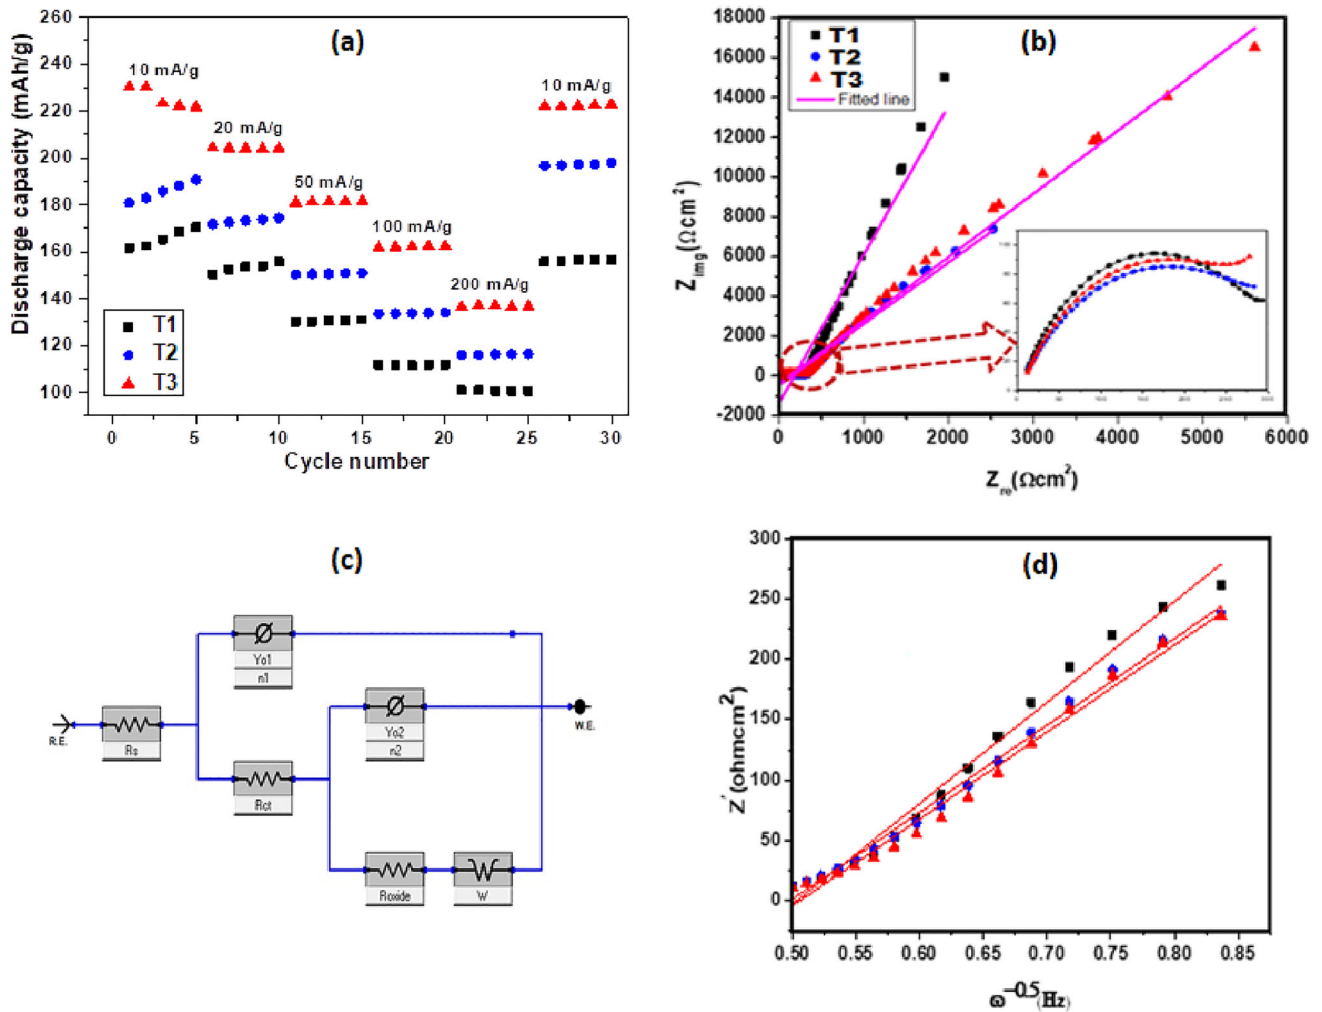 (a)
260
240
220
200
180
160
140
120
100
Discharge capacity (mAh/g)
10 mA/g
20 mA/g
50 mA/g
100 mA/g
200 mA/g
10 mA/g
T1
T2
T3
0 5 10 15 20 25 30
Cycle number
(b)
18000
16000
14000
12000
10000
8000
6000
4000
2000
0
-2000
Z img (Ωcm²)
T1
T2
T3
Fitted line
0 1000 2000 3000 4000 5000 6000
Z re (Ωcm²)
(c)
R.E.
Rs
Yo1
n1
Rct
Yo2
n2
Roxide
W
W.E.
(d)
300
250
200
150
100
50
0
Z′ (ohmcm2)
T1
T2
T3
0.50 0.55 0.60 0.65 0.70 0.75 0.80 0.85
ω⁻⁰·⁵(Hz)